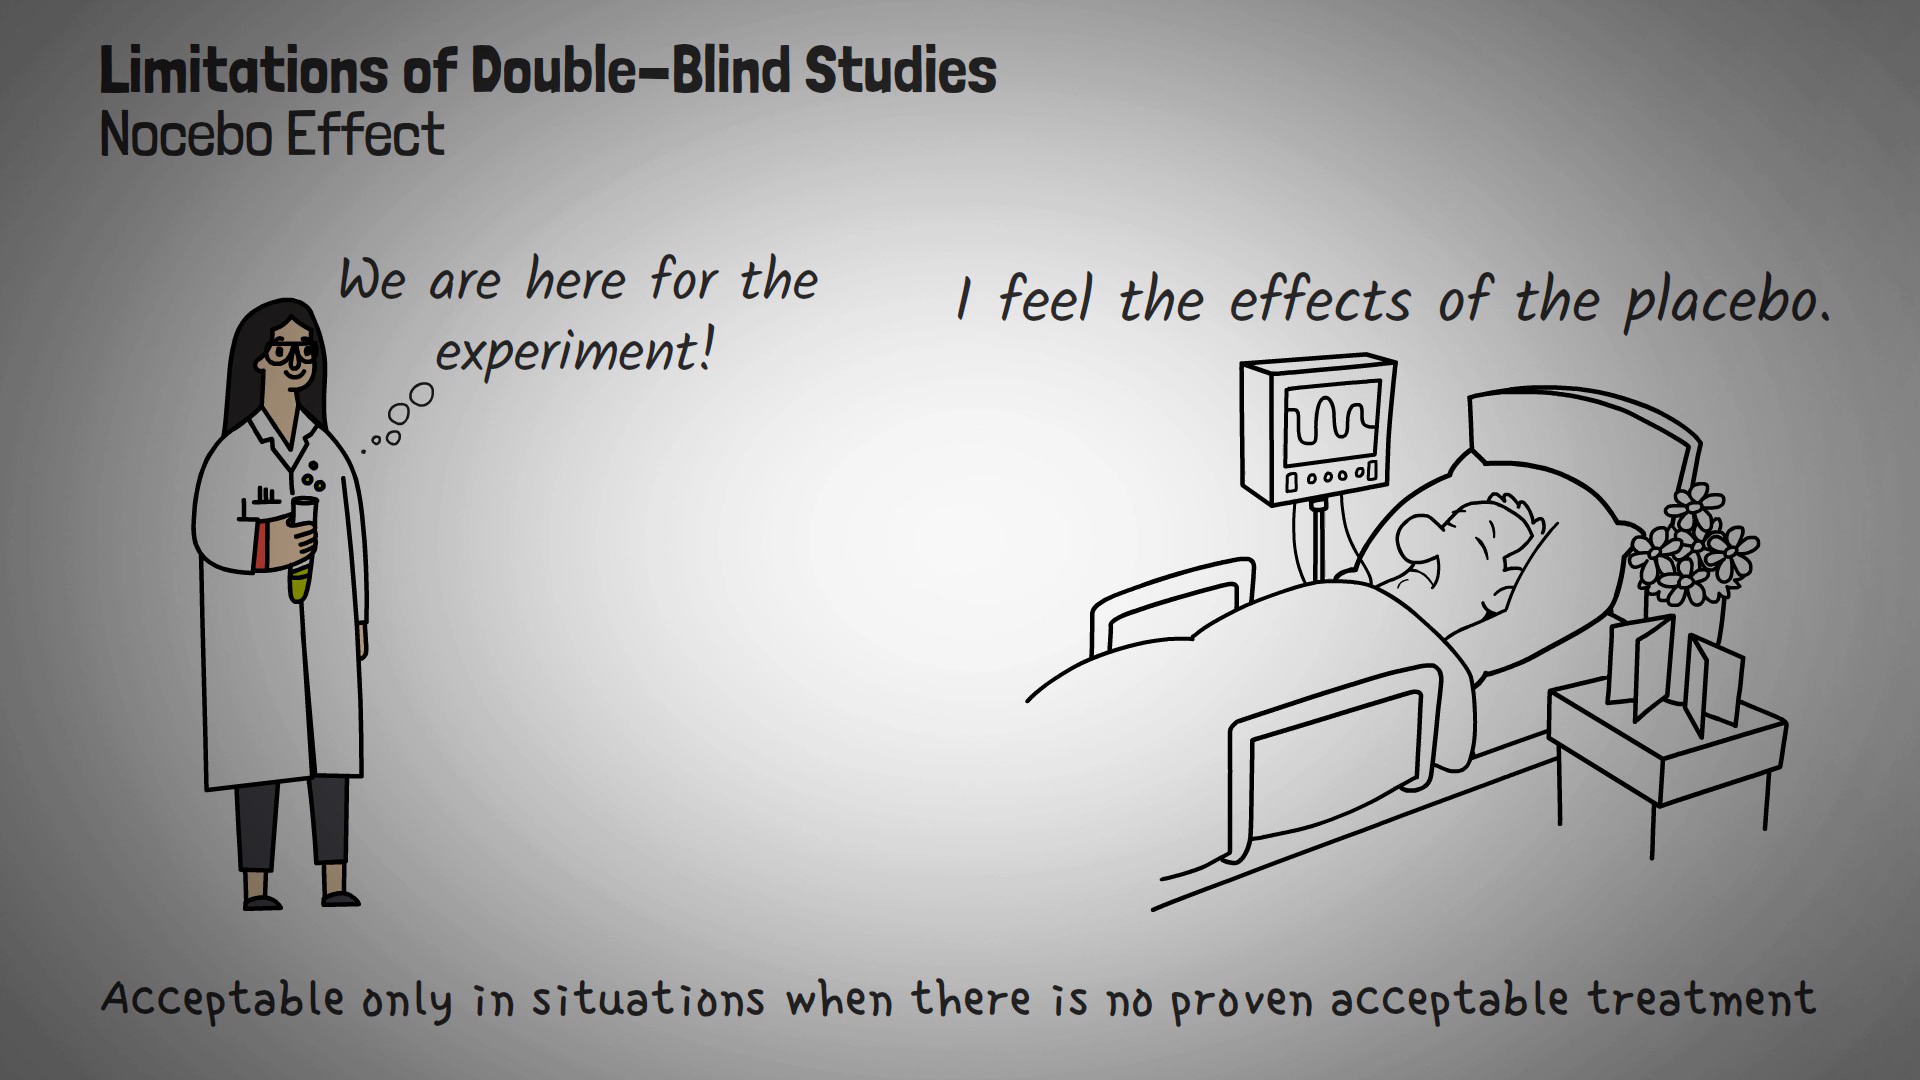 Limitations of Double-Blind Studies
Nocebo Effect
We are here for the
experiment!
I feel the effects of the placebo.
Acceptable only in situations when there is no proven acceptable treatment